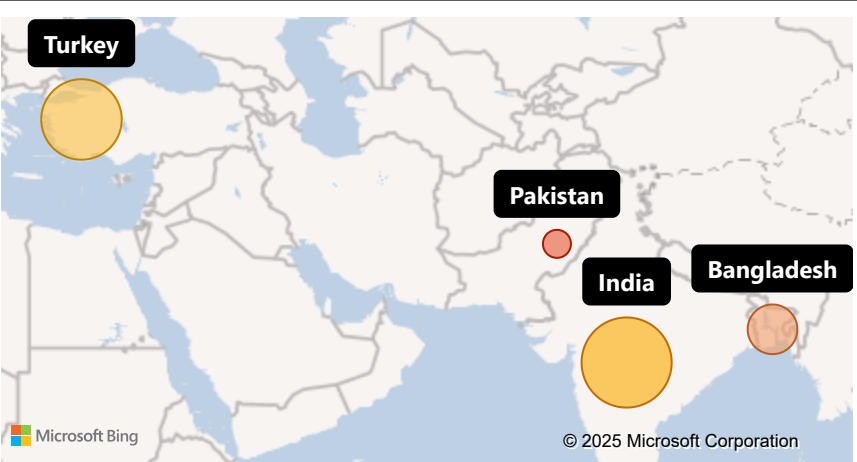 Turkey
Pakistan
Bangladesh
India
Microsoft Bing
© 2025 Microsoft Corporation